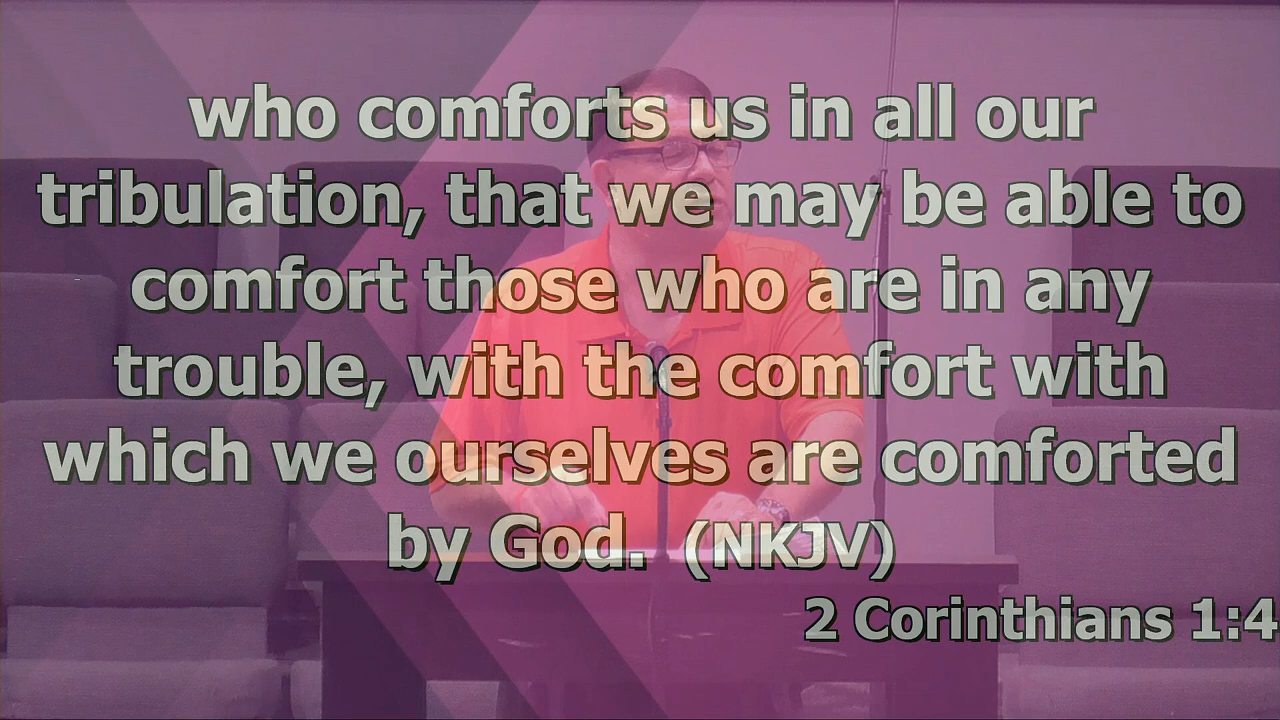 who comforts us in all our
tribulation, that we may be able to
comfort those who are in any
trouble, with the comfort with
which we ourselves are comforted
by God. (NKJV)
2 Corinthians 1:4